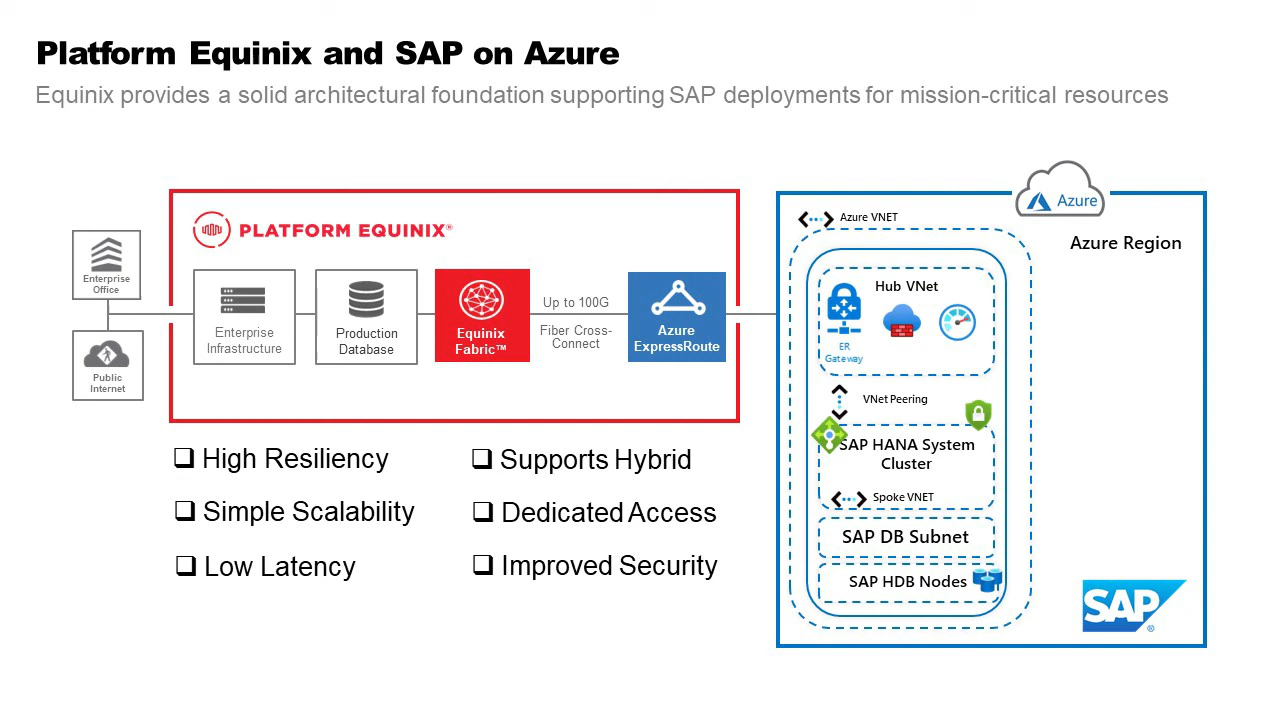 Platform Equinix and SAP on Azure
Equinix provides a solid architectural foundation supporting SAP deployments for mission-critical resources
Enterprise
Office
Public
Internet
PLATFORM EQUINIX®
Enterprise
Infrastructure
Production
Database
Equinix
Fabric™
Up to 100G
Fiber Cross-
Connect
Azure
ExpressRoute
High Resiliency
Simple Scalability
Low Latency
Supports Hybrid
Dedicated Access
Improved Security
Azure
Azure Region
Azure VNET
Hub VNet
ER
Gateway
VNet Peering
SAP HANA System
Cluster
Spoke VNET
SAP DB Subnet
SAP HDB Nodes
SAP®